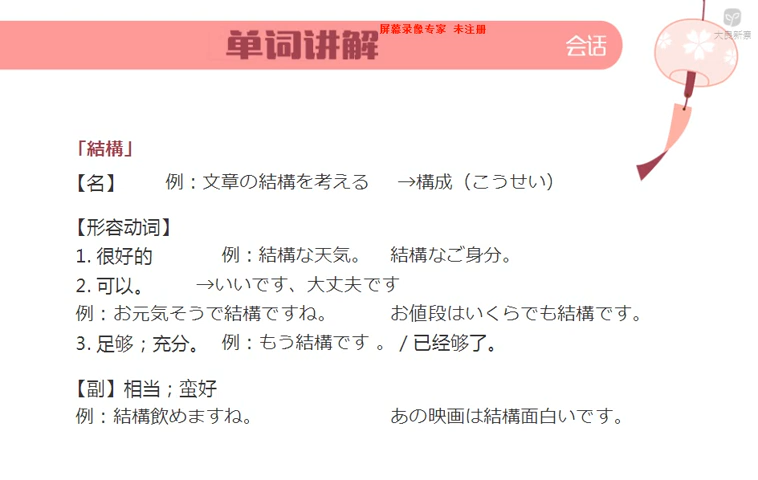 屏幕录像专家 未注册
单词讲解
会话
大良新景
「結構」
【名】 例：文章の結構を考える →構成（こうせい）
【形容动词】
1. 很好的 例：結構な天気。 結構なご身分。
2. 可以。 →いいです、大丈夫です
例：お元気そうで結構ですね。 お値段はいくらでも結構です。
3. 足够；充分。 例：もう結構です 。 / 已经够了。
【副】相当；蛮好
例：結構飲めますね。 あの映画は結構面白いです。